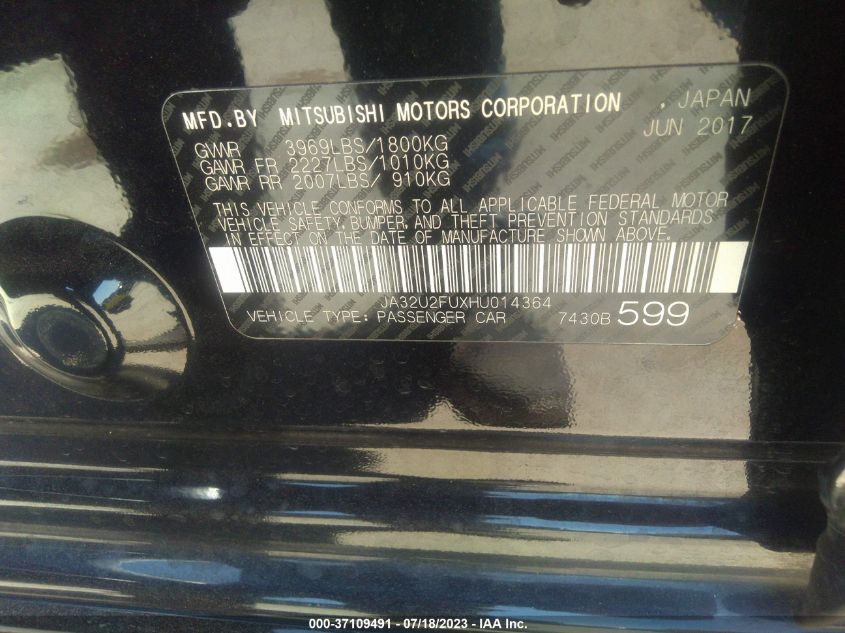 MFD.BY MITSUBISHI MOTORS CORPORATION , JAPAN
JUN 2017
GVWR 3969LBS/1800KG
GAWR FR 2227LBS/1010KG
GAWR RR 2007LBS/ 910KG
THIS VEHICLE CONFORMS TO ALL APPLICABLE FEDERAL MOTOR
VEHICLE SAFETY, BUMPER, AND THEFT PREVENTION STANDARDS
IN EFFECT ON THE DATE OF MANUFACTURE SHOWN ABOVE.
JA32U2FUXHU014364
VEHICLE TYPE: PASSENGER CAR 7430B 599
000-37109491 - 07/18/2023 - IAA Inc.